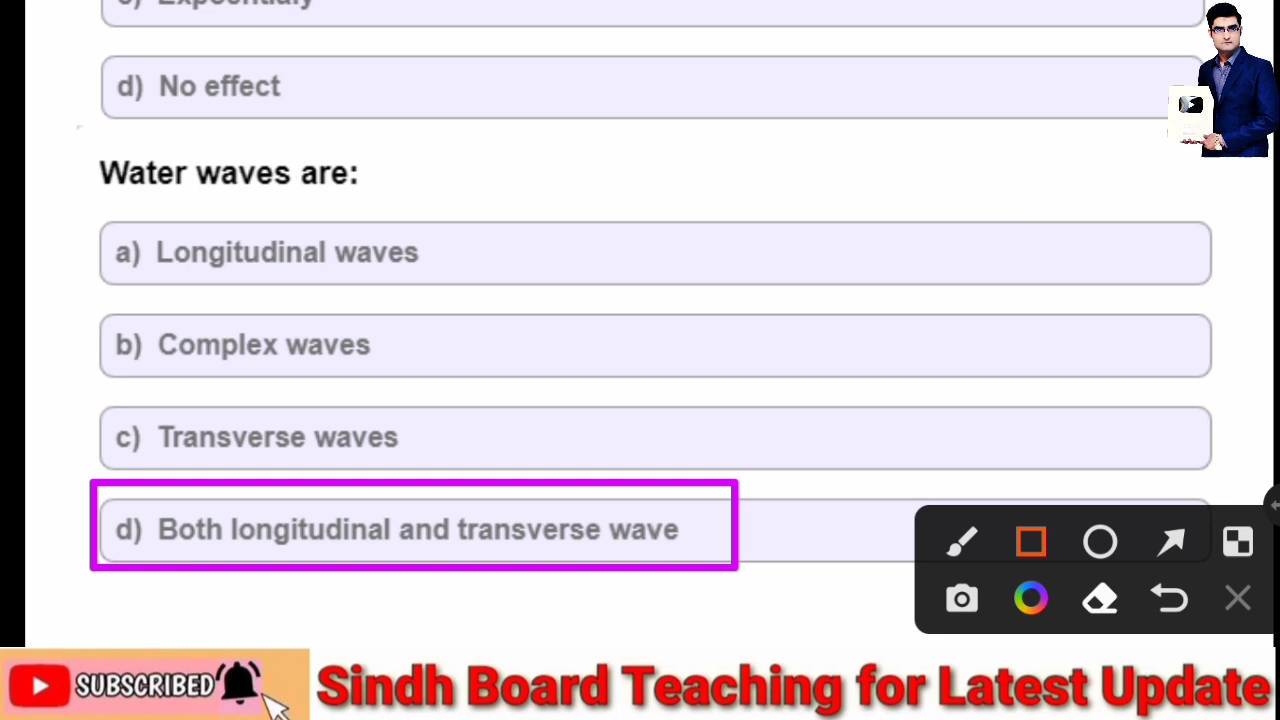 d) No effect
Water waves are:
a) Longitudinal waves
b) Complex waves
c) Transverse waves
d) Both longitudinal and transverse wave
SUBSCRIBED
Sindh Board Teaching for Latest Update